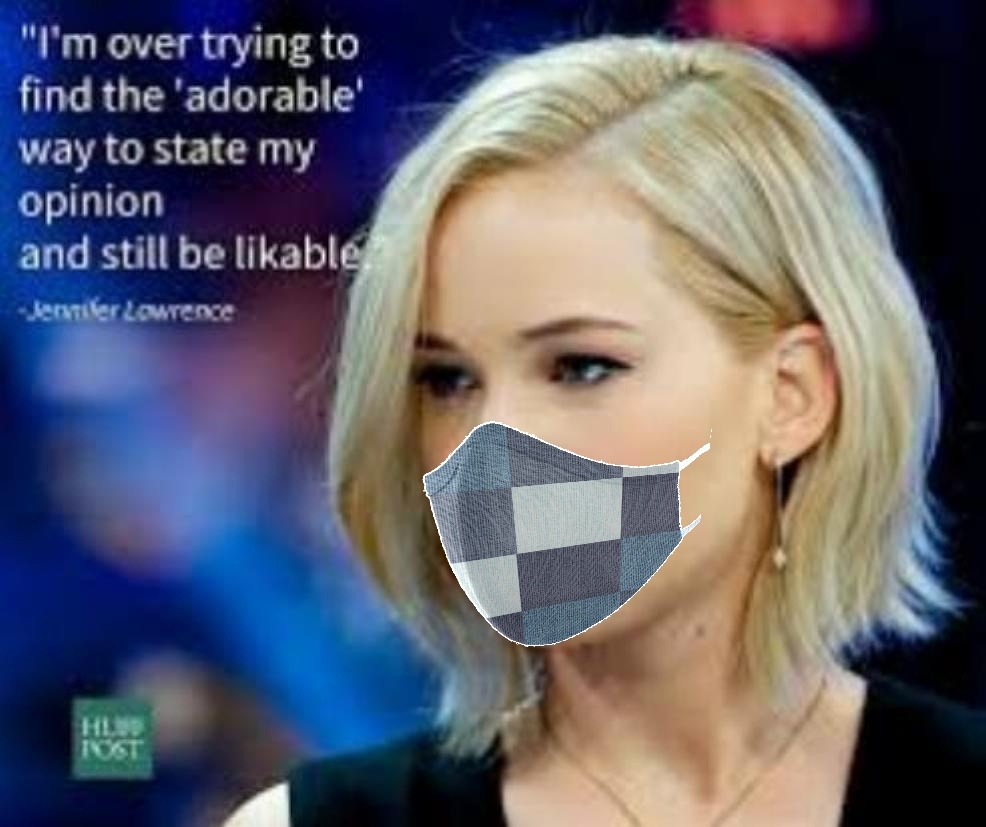 "I'm over trying to
find the 'adorable'
way to state my
opinion
and still be likable."
-Jennifer Lawrence
HUFF
POST